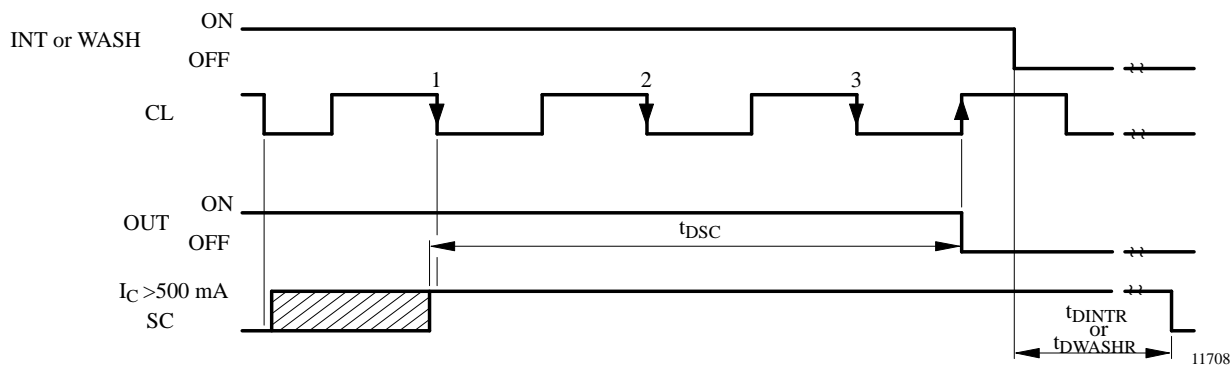 ON
INT or WASH
OFF
1 2 3
CL
ON
OUT
OFF
tDSC
IC >500 mA
SC
tDINTR
or
tDWASHR
11708